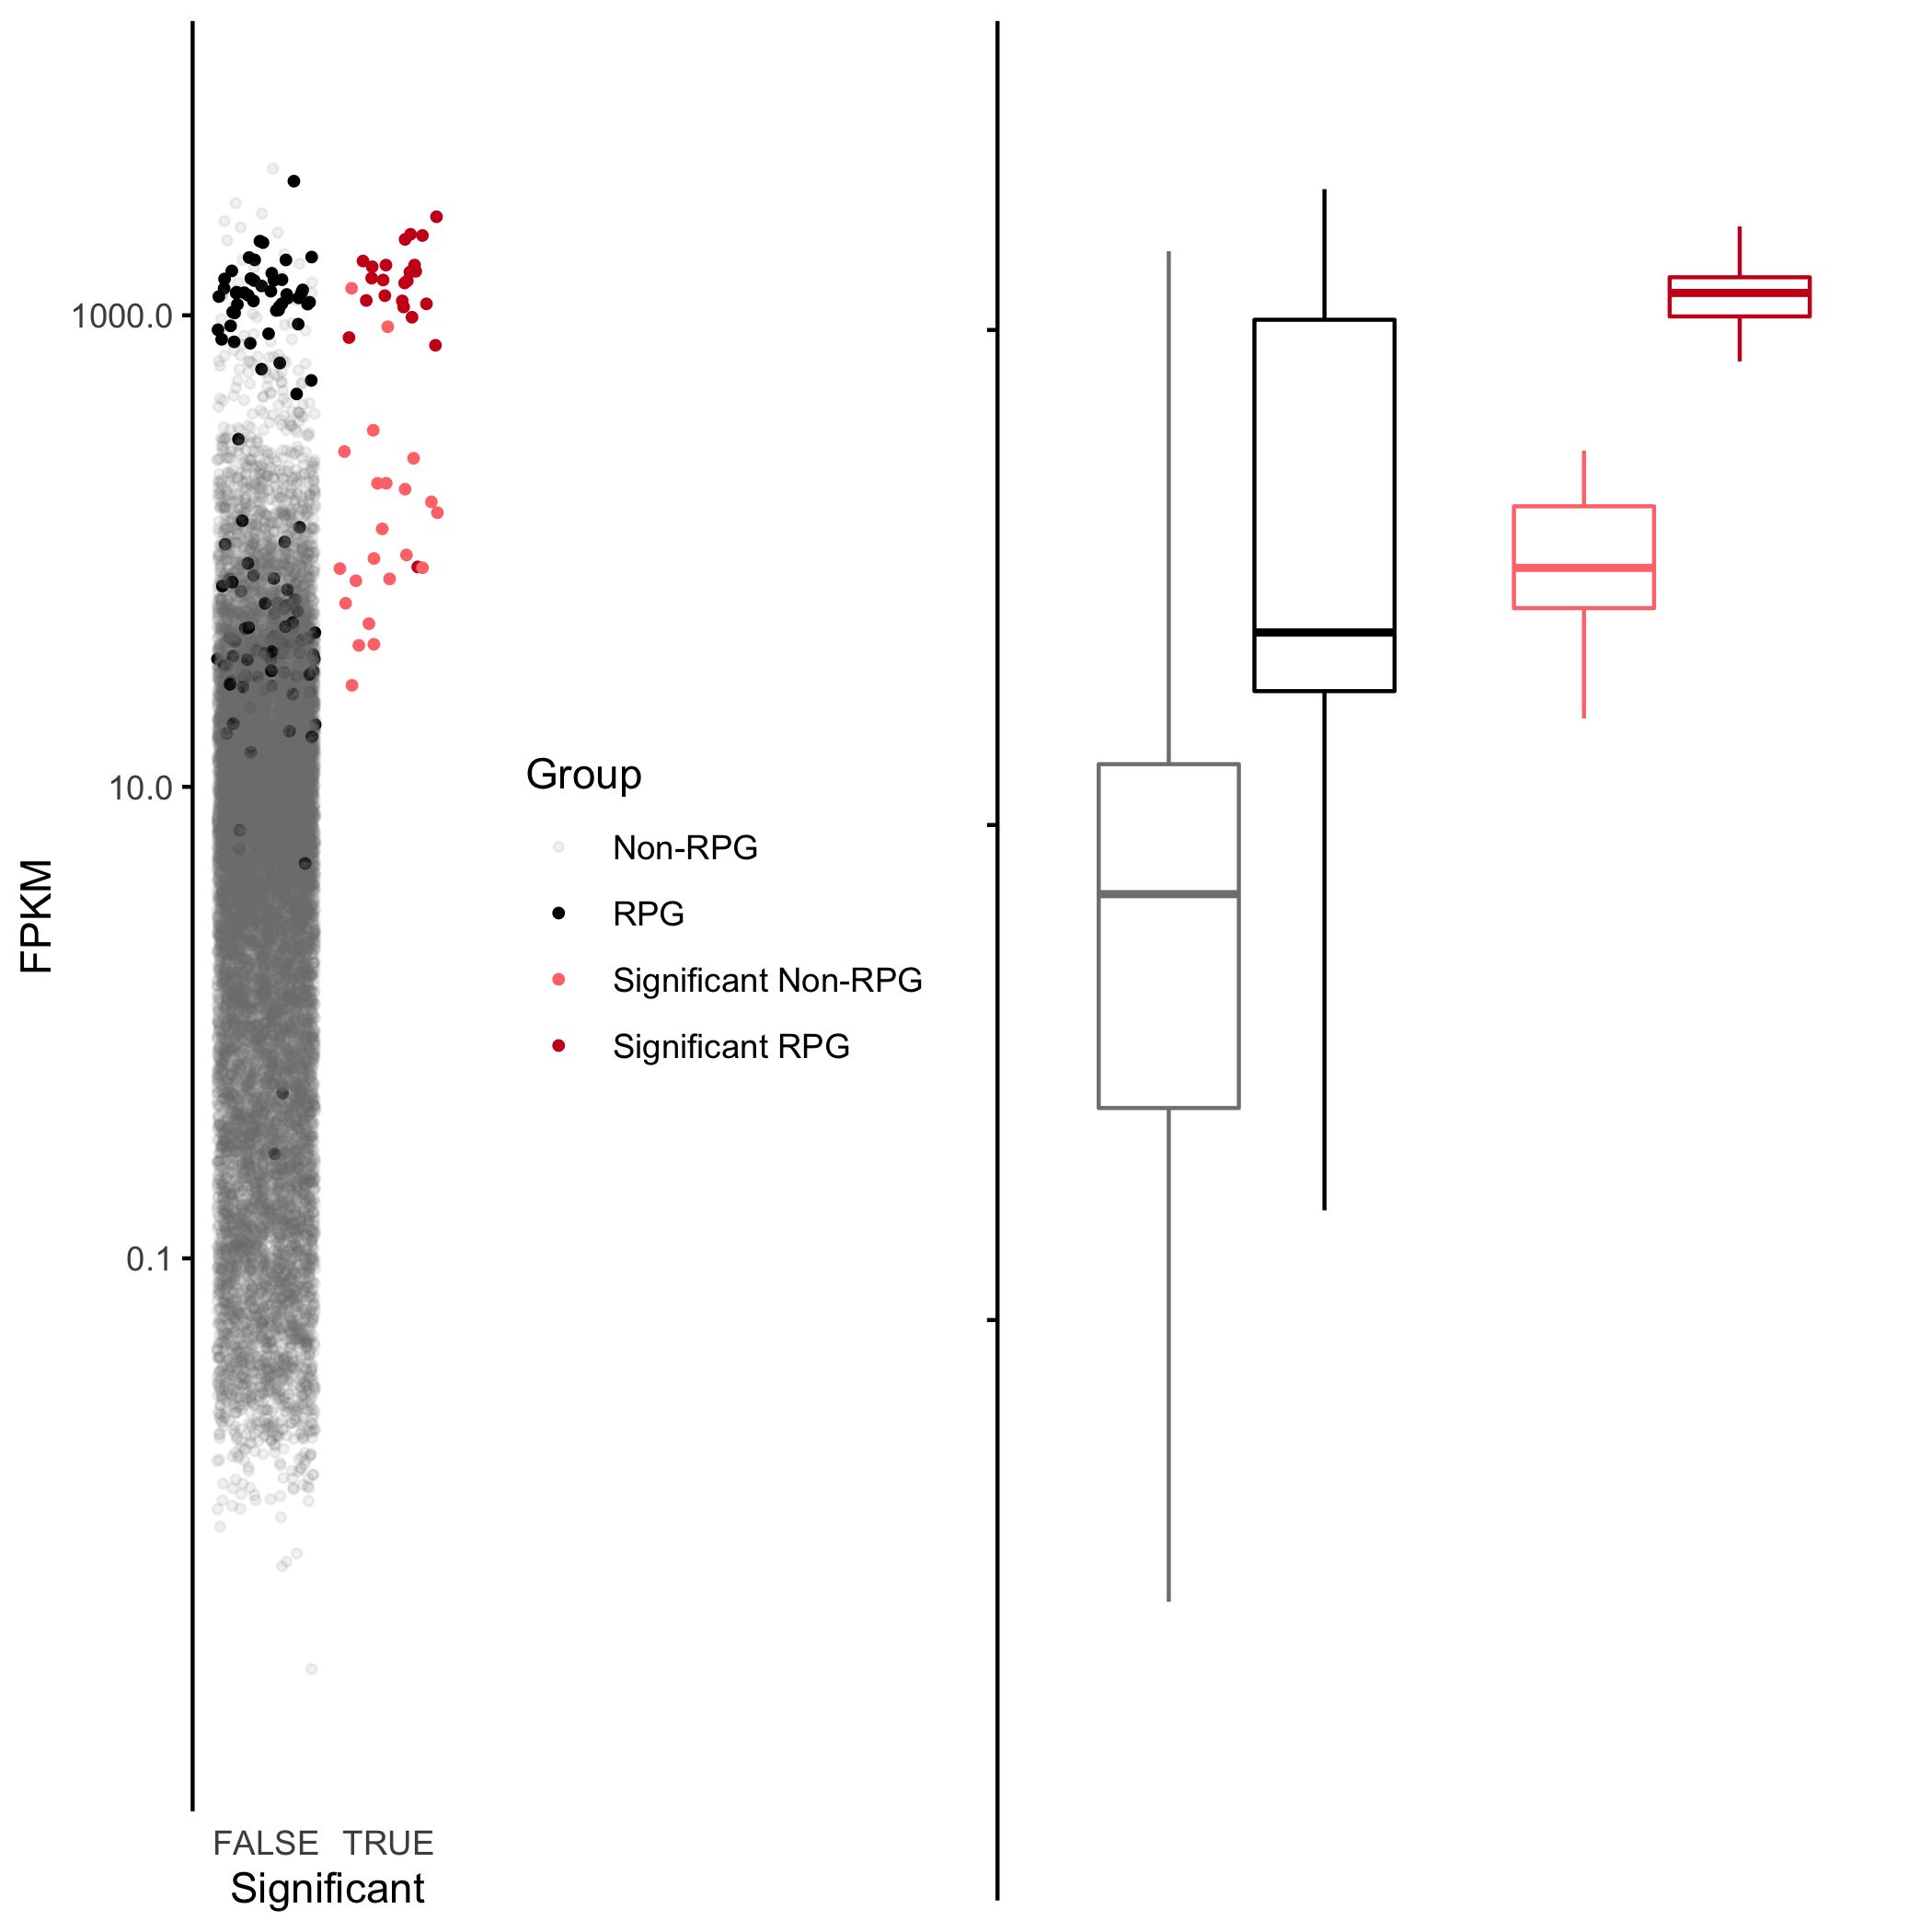 FPKM
1000.0
10.0
0.1
FALSE TRUE
Significant
Group
Non-RPG
RPG
Significant Non-RPG
Significant RPG